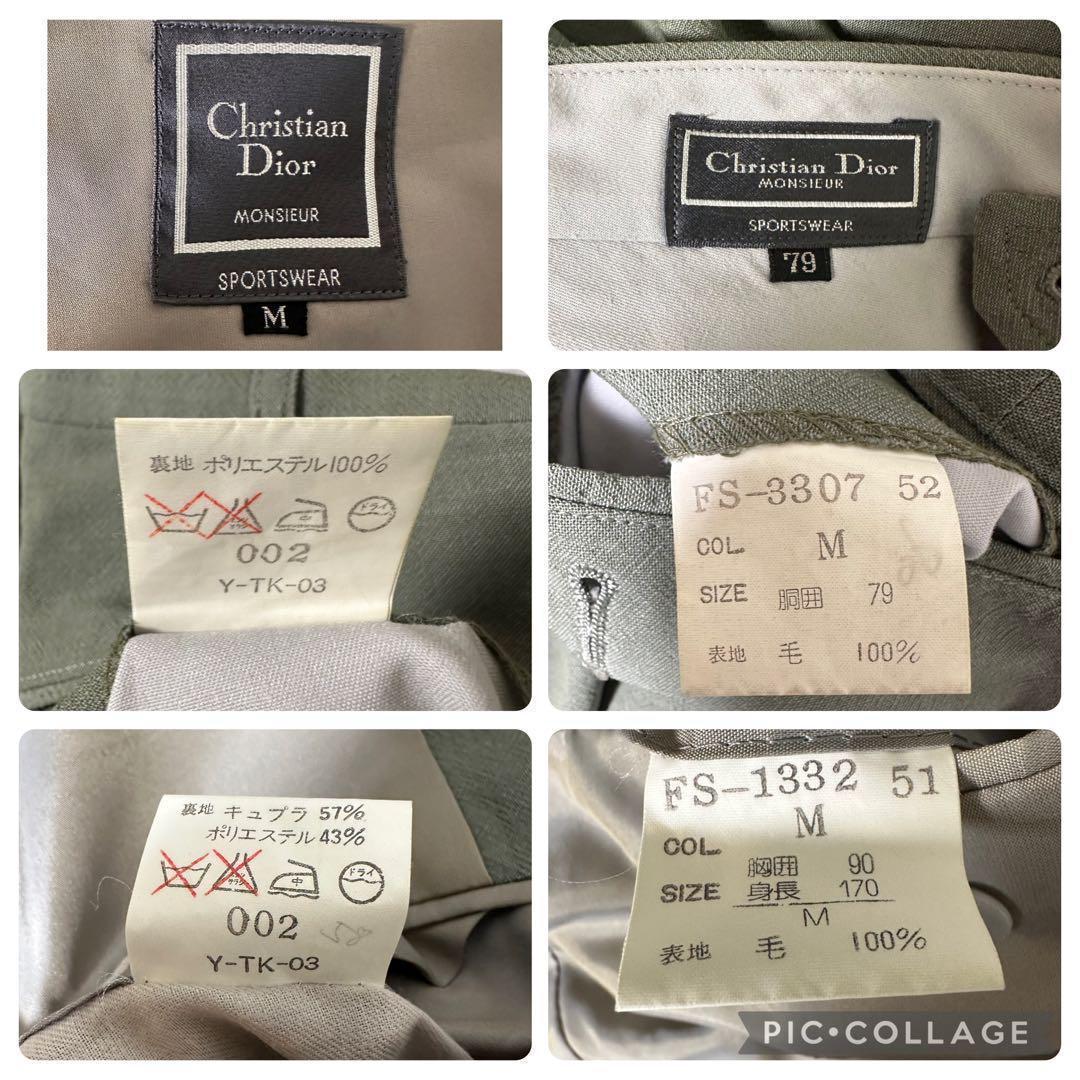 Christian
Dior
MONSIEUR
SPORTSWEAR
M
Christian Dior
MONSIEUR
SPORTSWEAR
79
裏地 ポリエステル100%
中
ドライ
002
Y-TK-03
FS-3307 52
COL. M
SIZE 胴囲 79
表地 毛 100%
裏地 キュプラ 57%
ポリエステル 43%
中
ドライ
002
Y-TK-03
FS-1332 51
M
COL.
胸囲 90
SIZE 身長 170
M
表地 毛 100%
PIC•COLLAGE